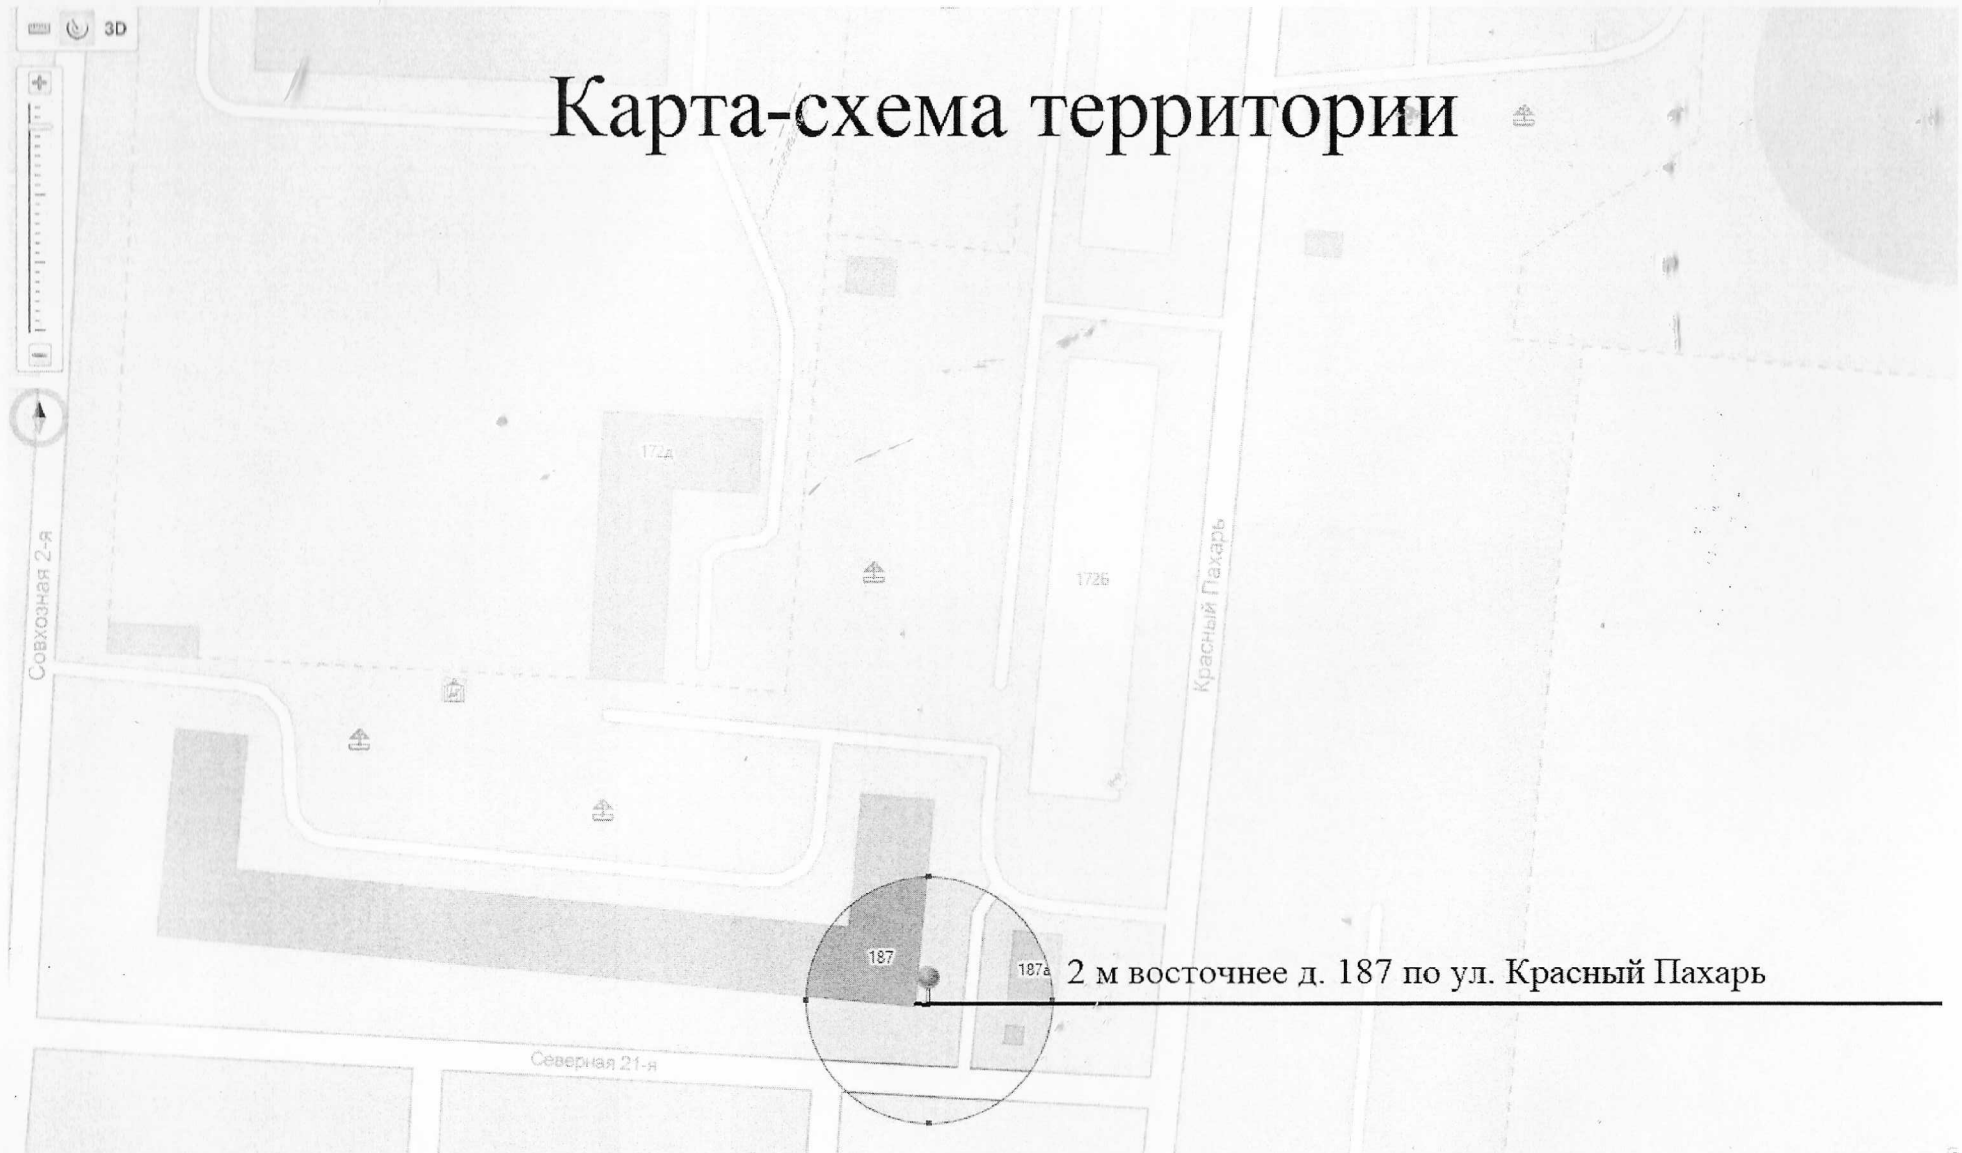 3D
Карта-схема территории
172д
172Б
Совхозная 2-я
Красный Пахарь
187
187а
2 м восточнее д. 187 по ул. Красный Пахарь
Северная 21-я